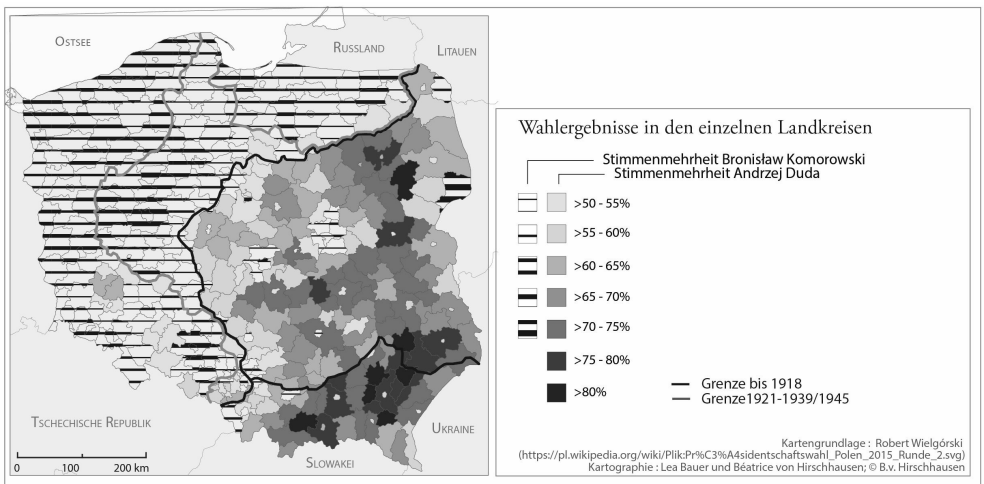 OSTSEE
RUSSLAND
LITAUEN
TSCHECHISCHE REPUBLIK
UKRAINE
SLOWAKEI
0 100 200 km
Wahlergebnisse in den einzelnen Landkreisen
Stimmenmehrheit Bronisław Komorowski
Stimmenmehrheit Andrzej Duda
>50 - 55%
>55 - 60%
>60 - 65%
>65 - 70%
>70 - 75%
>75 - 80%
>80%
Grenze bis 1918
Grenze1921-1939/1945
Kartengrundlage : Robert Wielgórski
(https://pl.wikipedia.org/wiki/Plik:Pr%C3%A4sidentschaftswahl_Polen_2015_Runde_2.svg)
Kartographie : Lea Bauer und Béatrice von Hirschhausen; © B.v. Hirschhausen